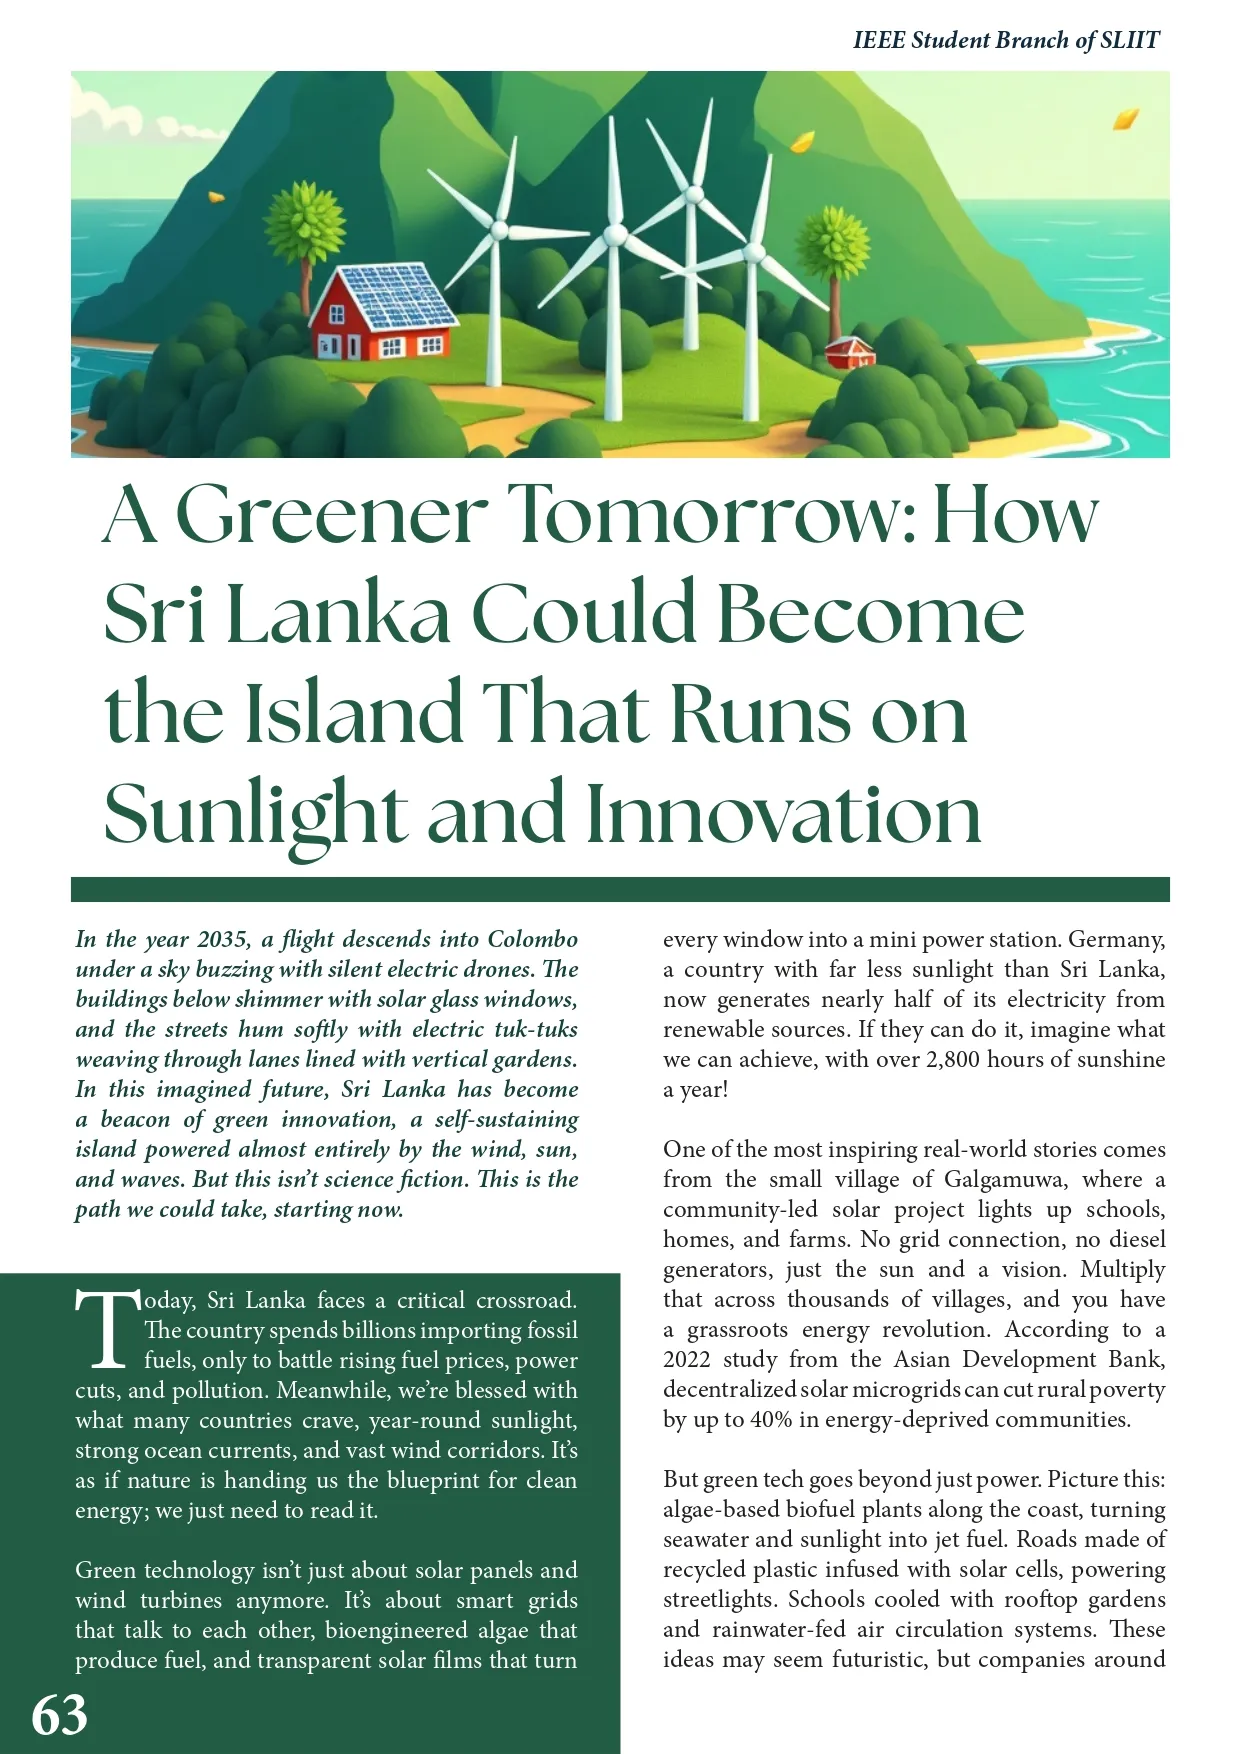 IEEE Student Branch of SLIIT
A Greener Tomorrow: How
Sri Lanka Could Become
the Island That Runs on
Sunlight and Innovation
In the year 2035, a flight descends into Colombo
under a sky buzzing with silent electric drones. The
buildings below shimmer with solar glass windows,
and the streets hum softly with electric tuk-tuks
weaving through lanes lined with vertical gardens.
In this imagined future, Sri Lanka has become
a beacon of green innovation, a self-sustaining
island powered almost entirely by the wind, sun,
and waves. But this isn’t science fiction. This is the
path we could take, starting now.
Today, Sri Lanka faces a critical crossroad.
The country spends billions importing fossil
fuels, only to battle rising fuel prices, power
cuts, and pollution. Meanwhile, we’re blessed with
what many countries crave, year-round sunlight,
strong ocean currents, and vast wind corridors. It’s
as if nature is handing us the blueprint for clean
energy; we just need to read it.
Green technology isn’t just about solar panels and
wind turbines anymore. It’s about smart grids
that talk to each other, bioengineered algae that
produce fuel, and transparent solar films that turn
every window into a mini power station. Germany,
a country with far less sunlight than Sri Lanka,
now generates nearly half of its electricity from
renewable sources. If they can do it, imagine what
we can achieve, with over 2,800 hours of sunshine
a year!
One of the most inspiring real-world stories comes
from the small village of Galgamuwa, where a
community-led solar project lights up schools,
homes, and farms. No grid connection, no diesel
generators, just the sun and a vision. Multiply
that across thousands of villages, and you have
a grassroots energy revolution. According to a
2022 study from the Asian Development Bank,
decentralized solar microgrids can cut rural poverty
by up to 40% in energy-deprived communities.
But green tech goes beyond just power. Picture this:
algae-based biofuel plants along the coast, turning
seawater and sunlight into jet fuel. Roads made of
recycled plastic infused with solar cells, powering
streetlights. Schools cooled with rooftop gardens
and rainwater-fed air circulation systems. These
ideas may seem futuristic, but companies around
63